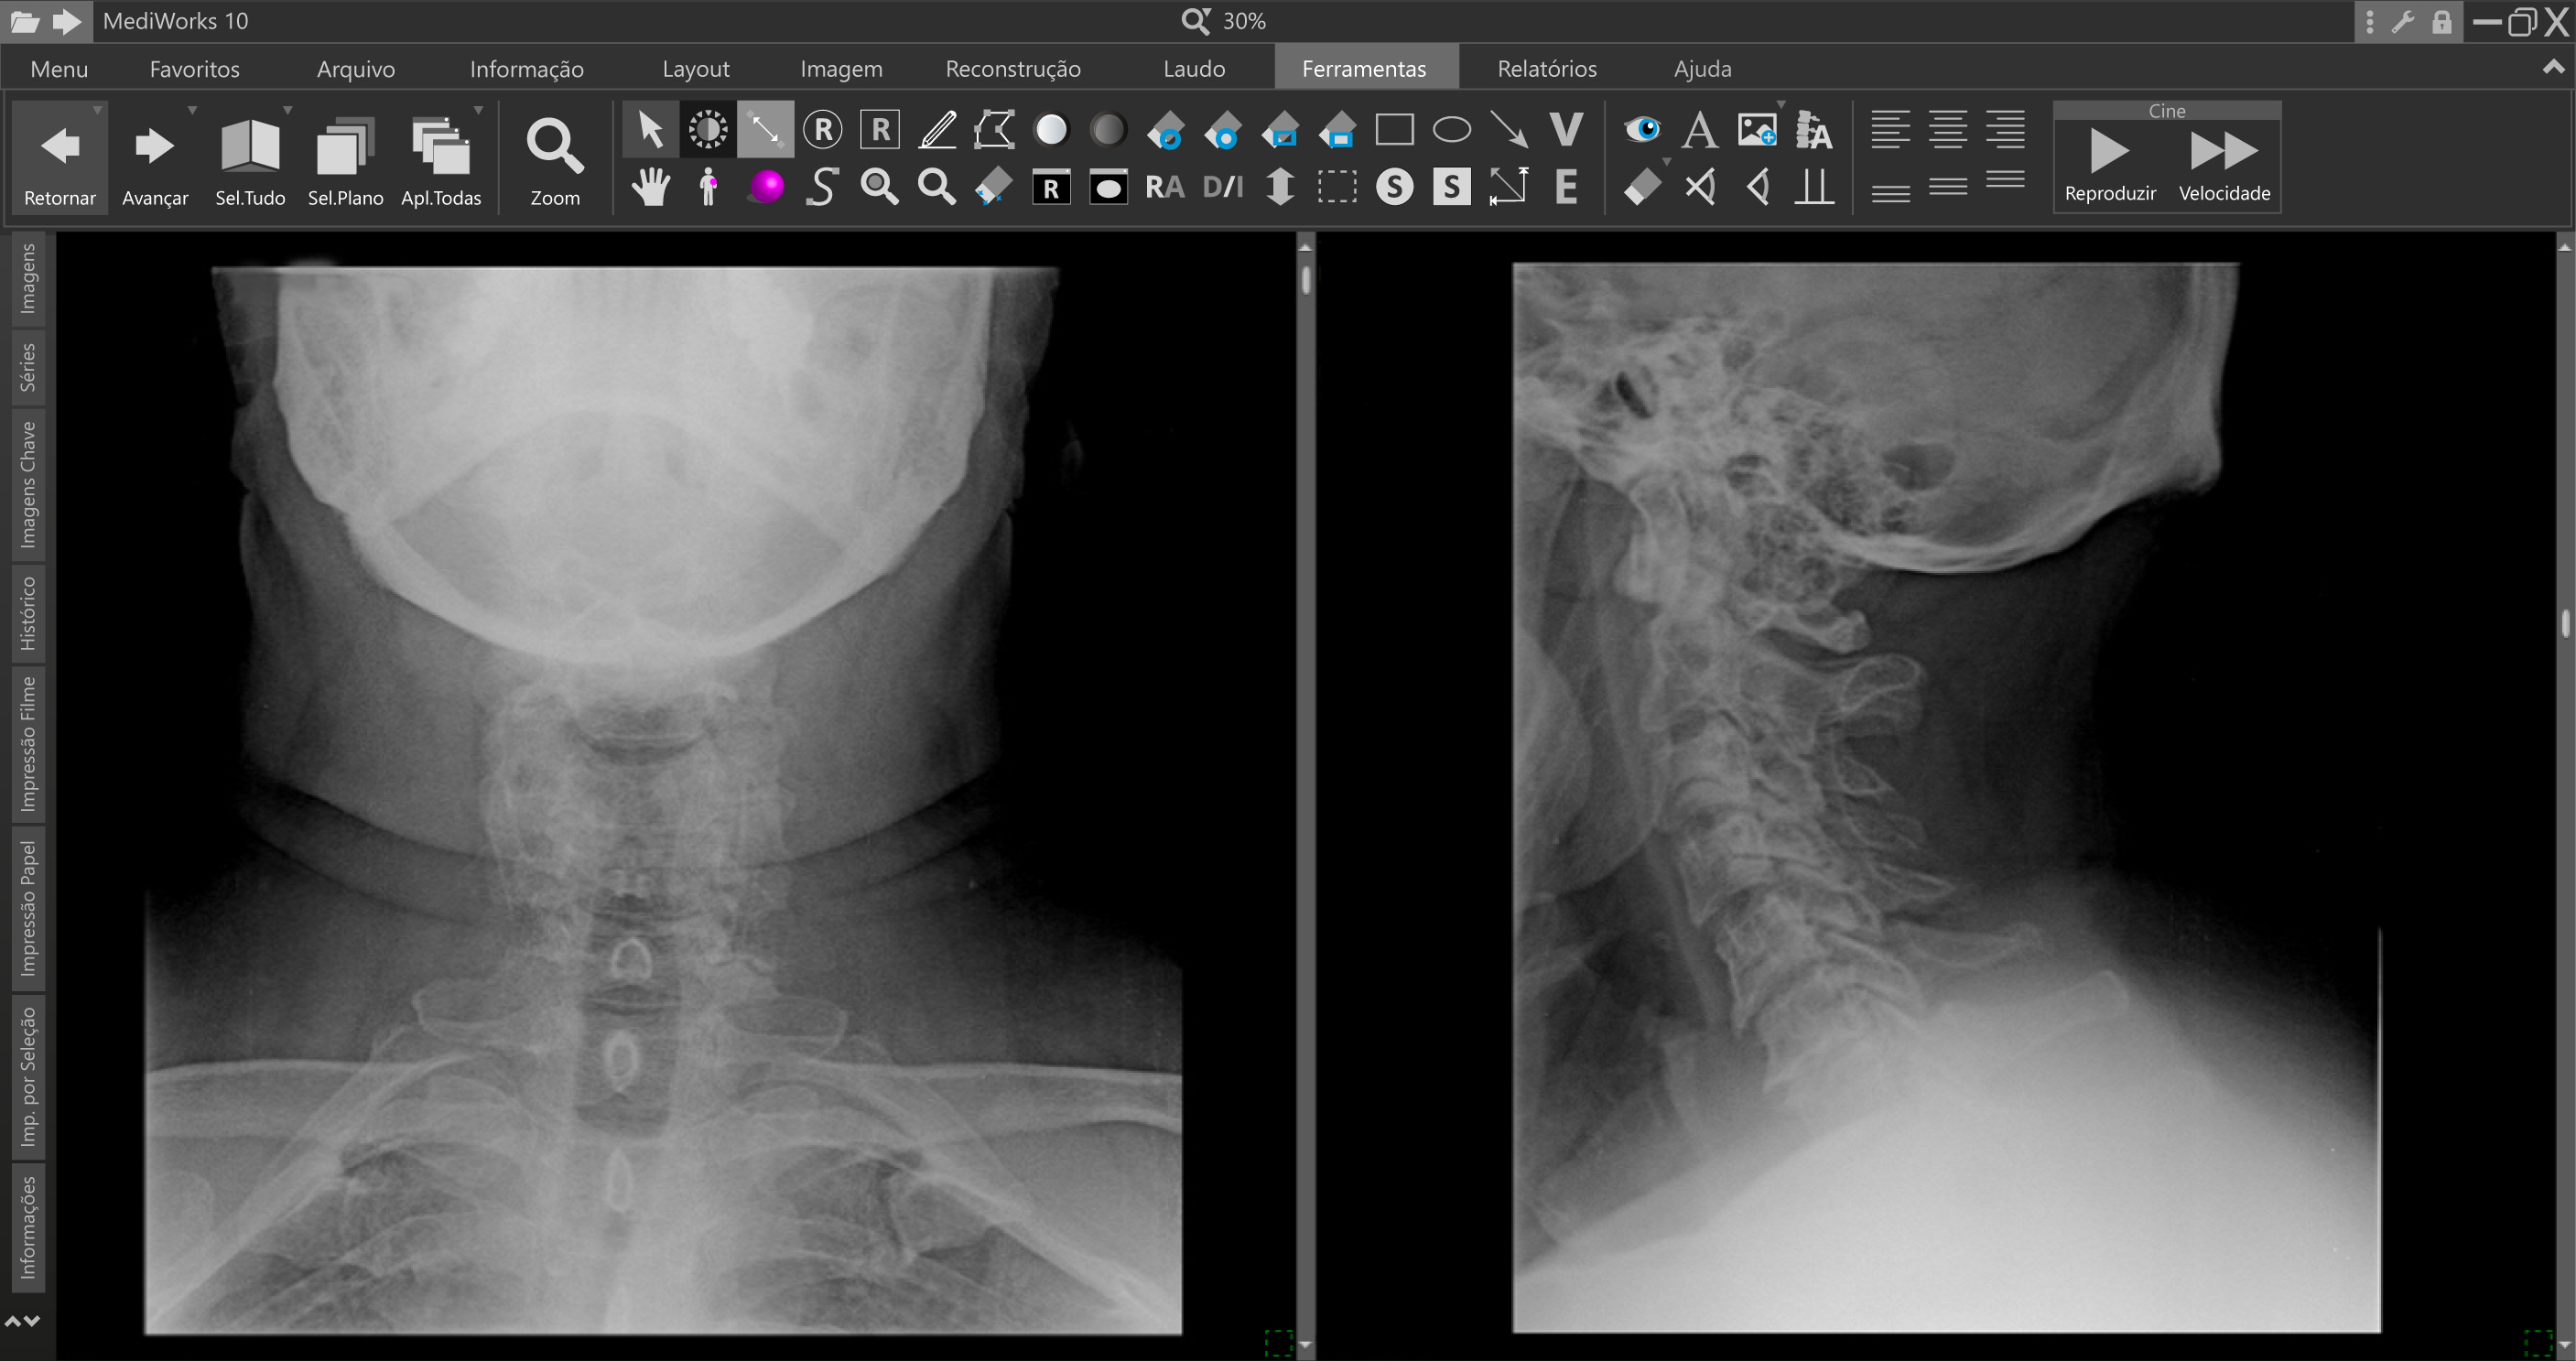 MediWorks 10
30%
Menu Favoritos Arquivo Informação Layout Imagem Reconstrução Laudo Ferramentas Relatórios Ajuda
Retornar Avançar Sel.Tudo Sel.Plano Apl.Todas Zoom
R R V A A
R RA D/I S S E
Cine
Reproduzir Velocidade
Imagens
Séries
Imagens Chave
Histórico
Impressão Filme
Impressão Papel
Imp. por Seleção
Informações